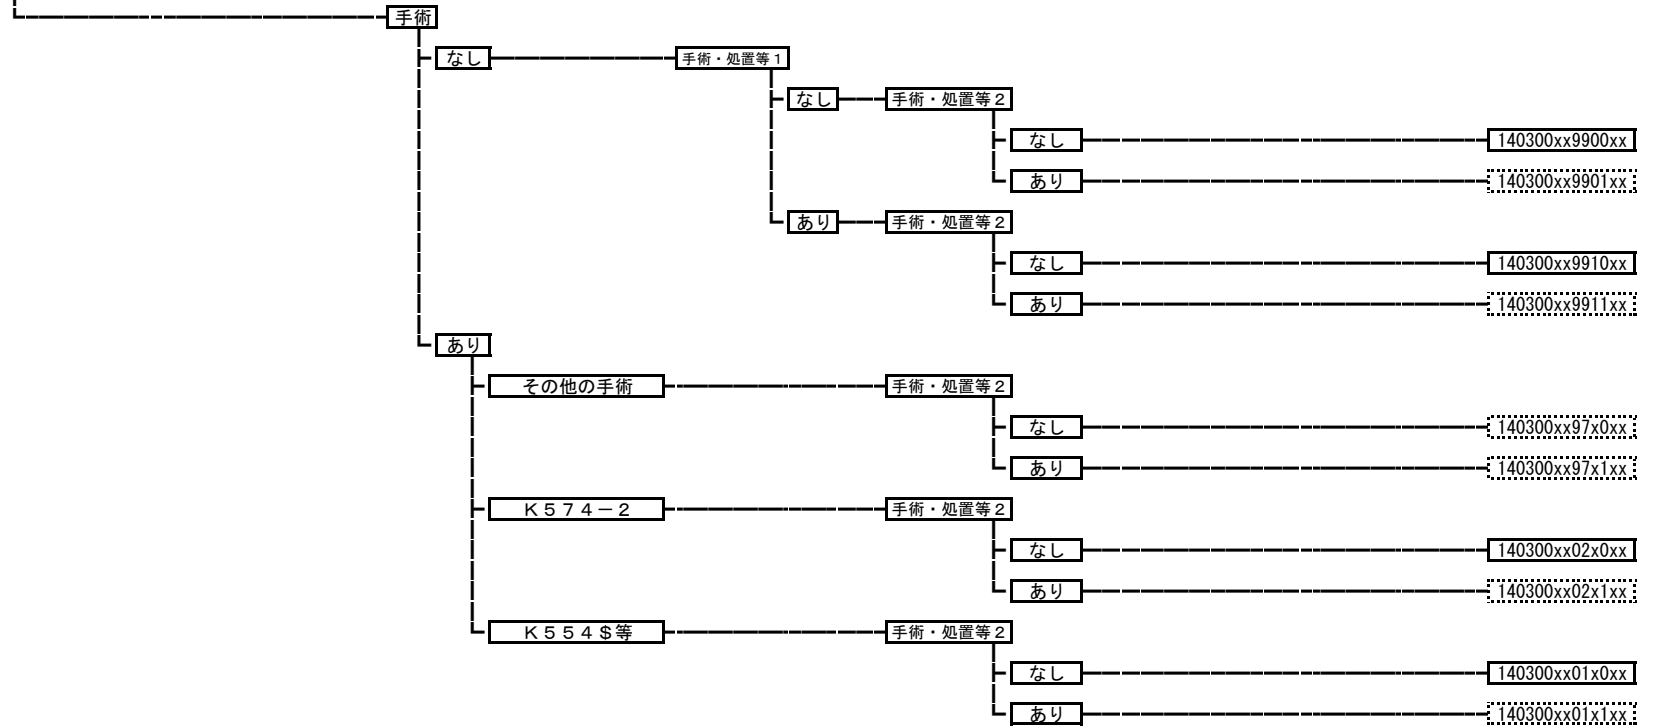 手術
なし 手術・処置等1
なし 手術・処置等2
なし 140300xx9900xx
あり 140300xx9901xx
あり 手術・処置等2
なし 140300xx9910xx
あり 140300xx9911xx
あり
その他の手術 手術・処置等2
なし 140300xx97x0xx
あり 140300xx97x1xx
K574-2 手術・処置等2
なし 140300xx02x0xx
あり 140300xx02x1xx
K554$等 手術・処置等2
なし 140300xx01x0xx
あり 140300xx01x1xx